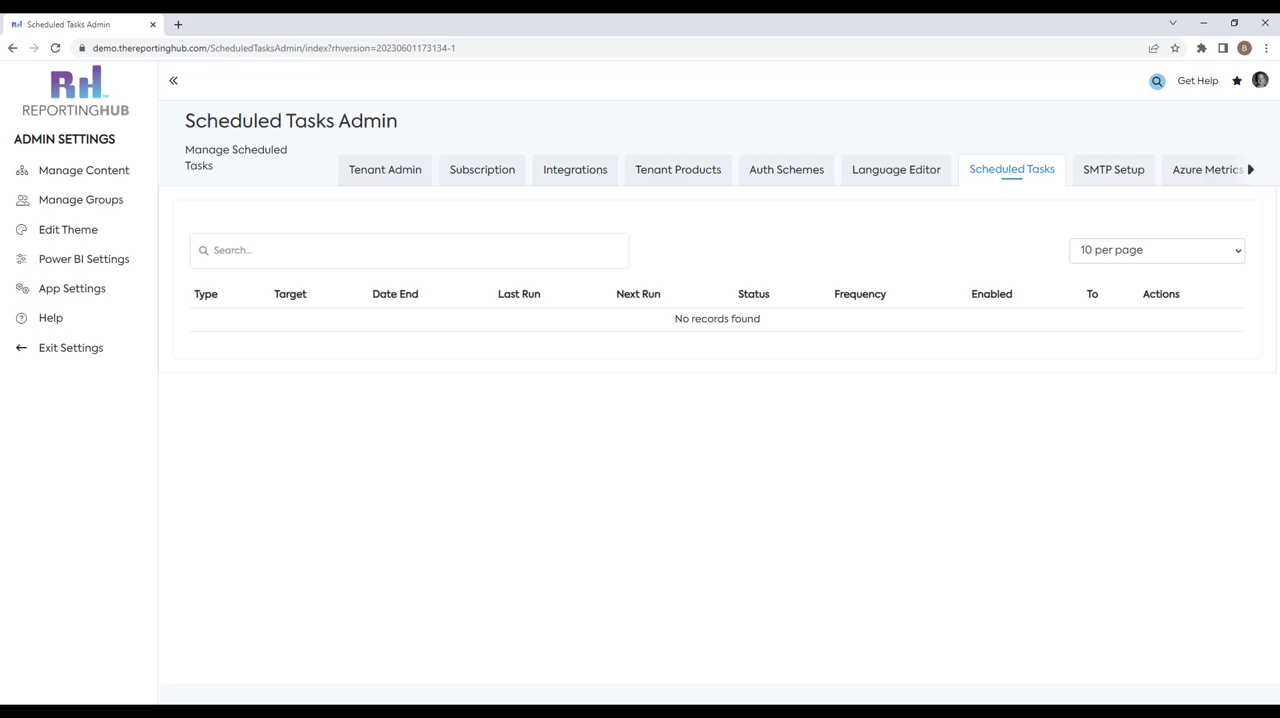 Scheduled Tasks Admin
demo.thereportinghub.com/ScheduledTasksAdmin/index?rhversion=20230601173134-1
B
RH
REPORTINGHUB
Get Help
ADMIN SETTINGS
Manage Content
Manage Groups
Edit Theme
Power BI Settings
App Settings
Help
Exit Settings
Scheduled Tasks Admin
Manage Scheduled
Tasks
Tenant Admin Subscription Integrations Tenant Products Auth Schemes Language Editor Scheduled Tasks SMTP Setup Azure Metrics
Search...
10 per page
Type Target Date End Last Run Next Run Status Frequency Enabled To Actions
No records found